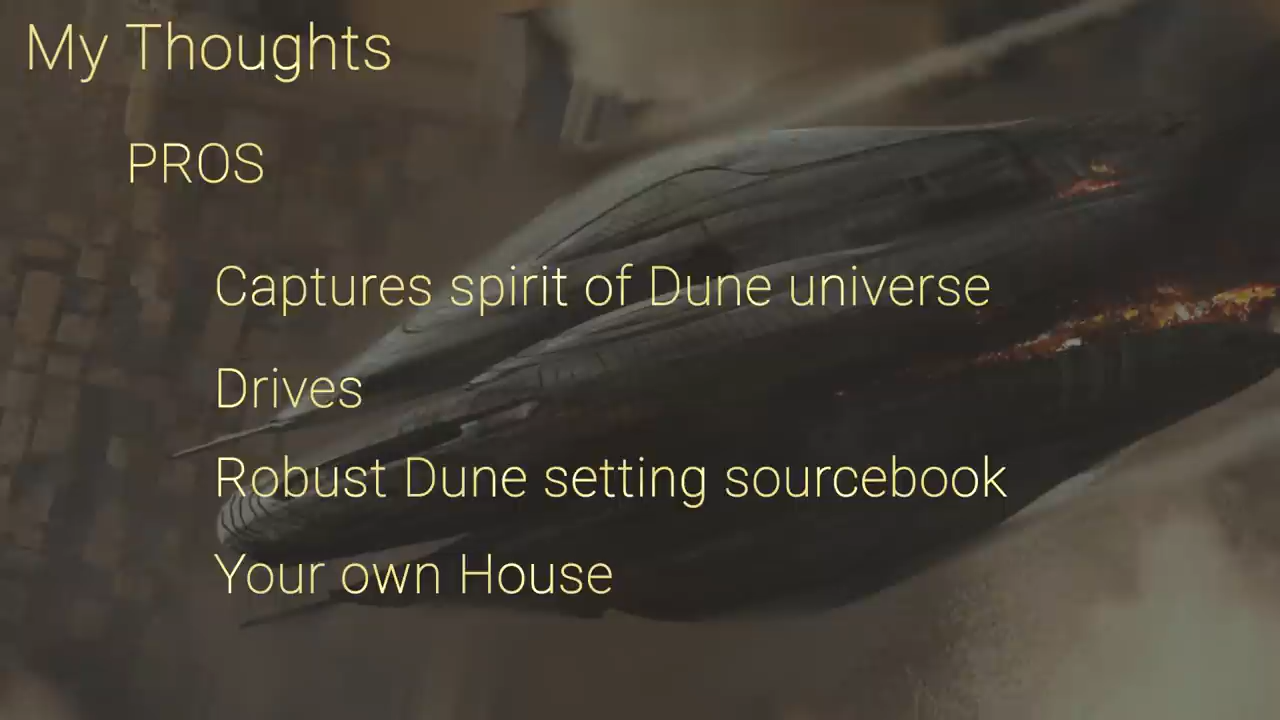 My Thoughts
PROS
Captures spirit of Dune universe
Drives
Robust Dune setting sourcebook
Your own House